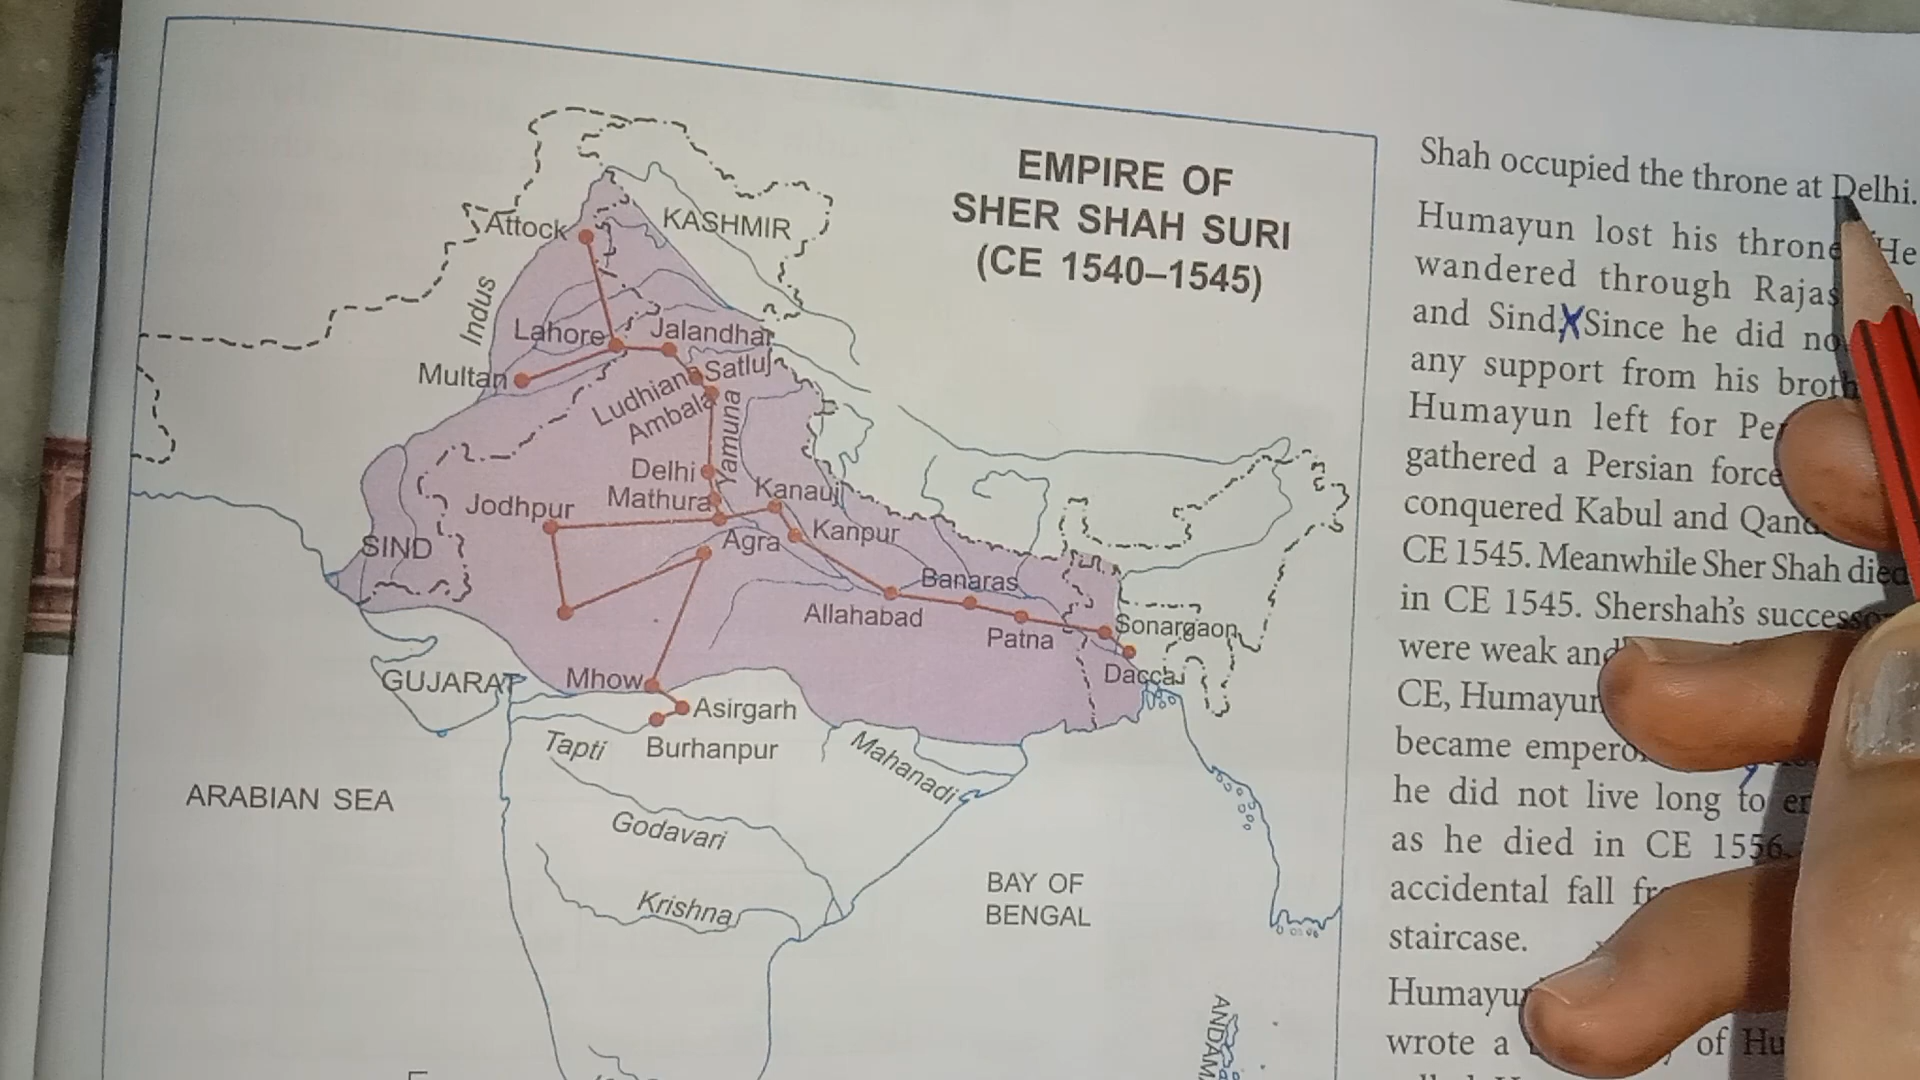 EMPIRE OF
SHER SHAH SURI
(CE 1540–1545)
Attock
KASHMIR
Indus
Lahore
Jalandhar
Multan
Satluj
Ludhiana
Ambala
Yamuna
Delhi
Mathura
Kanauj
Jodhpur
Agra
Kanpur
SIND
Banaras
Allahabad
Patna
Sonargaon
Dacca
GUJARAT
Mhow
Asirgarh
Burhanpur
Tapti
Mahanadi
ARABIAN SEA
Godavari
Krishna
BAY OF
BENGAL
Shah occupied the throne at Delhi.
Humayun lost his throne He
wandered through
and Sind Since he did
any support from his
Humayun left for
gathered a Persian force
conquered Kabul and
CE 1545. Meanwhile Sher Shah died
in CE 1545. Shershah's
were weak and
CE,
became
he did not live long to
as he died in CE 1556
accidental fall
staircase.
wrote a of